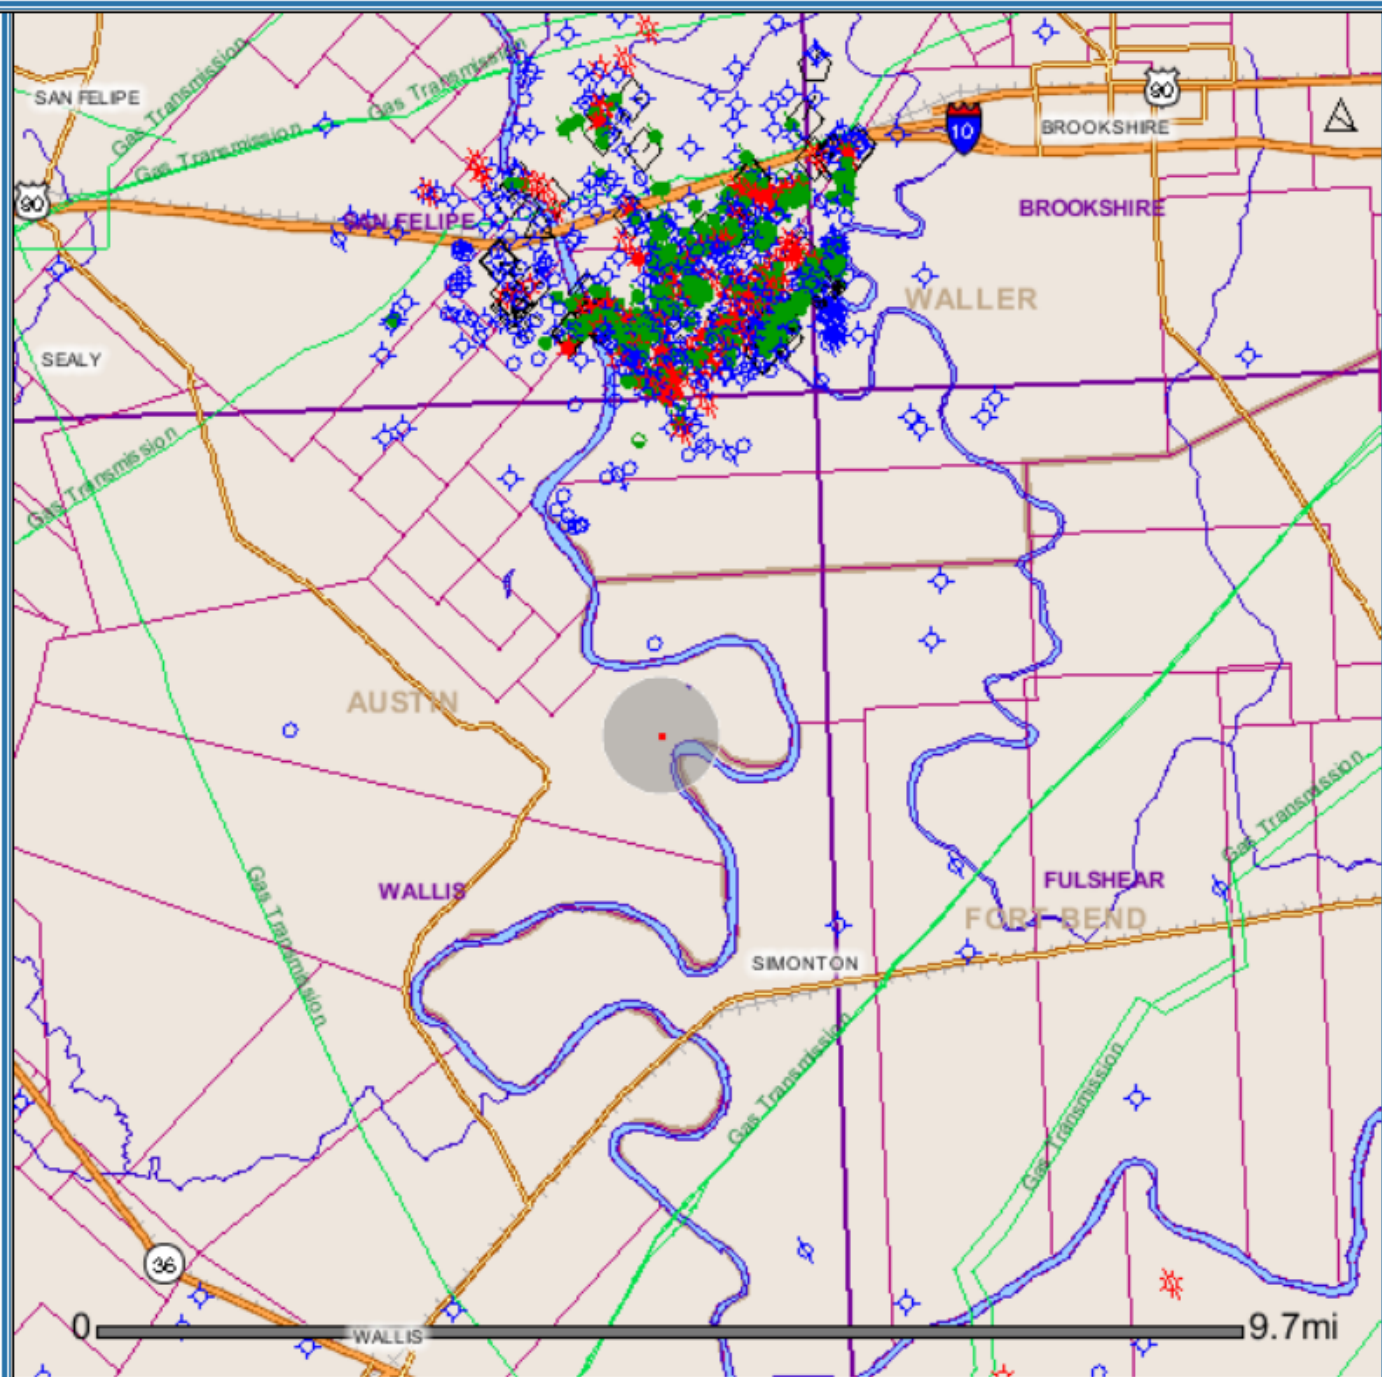 SAN FELIPE
Gas Transmission
Gas Transmission
Gas Transmission
90
10
BROOKSHIRE
90
SAN FELIPE
BROOKSHIRE
WALLER
SEALY
Gas Transmission
AUSTIN
Gas Transmission
WALLIS
FULSHEAR
FORT BEND
Gas Transmission
SIMONTON
Gas Transmission
Gas Transmission
36
0
9.7mi
WALLIS